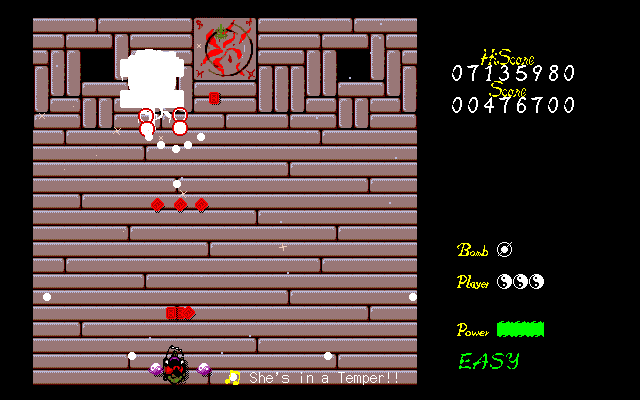 HiScore
07135980
Score
00476700
Bomb
Player
Power
EASY
She's in a Temper!!